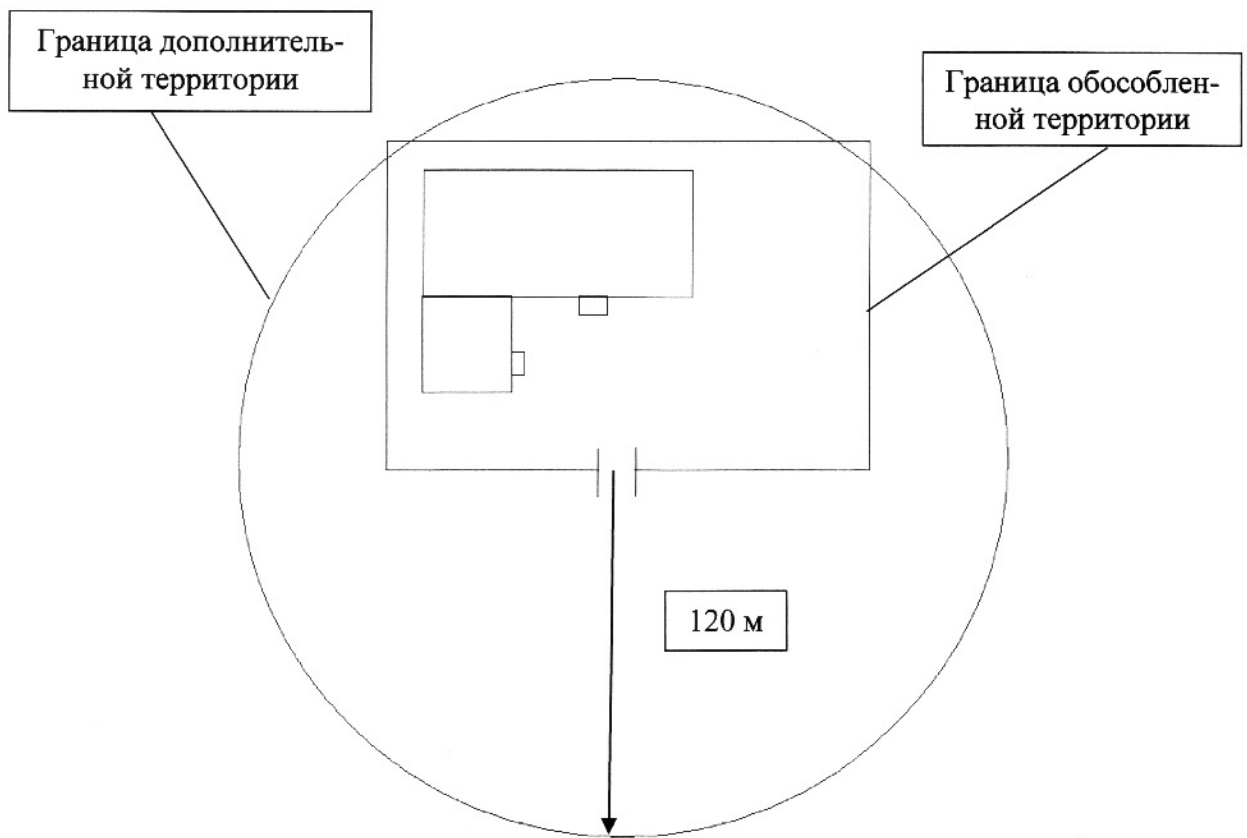 Граница дополнитель-
ной территории
Граница обособлен-
ной территории
120 м